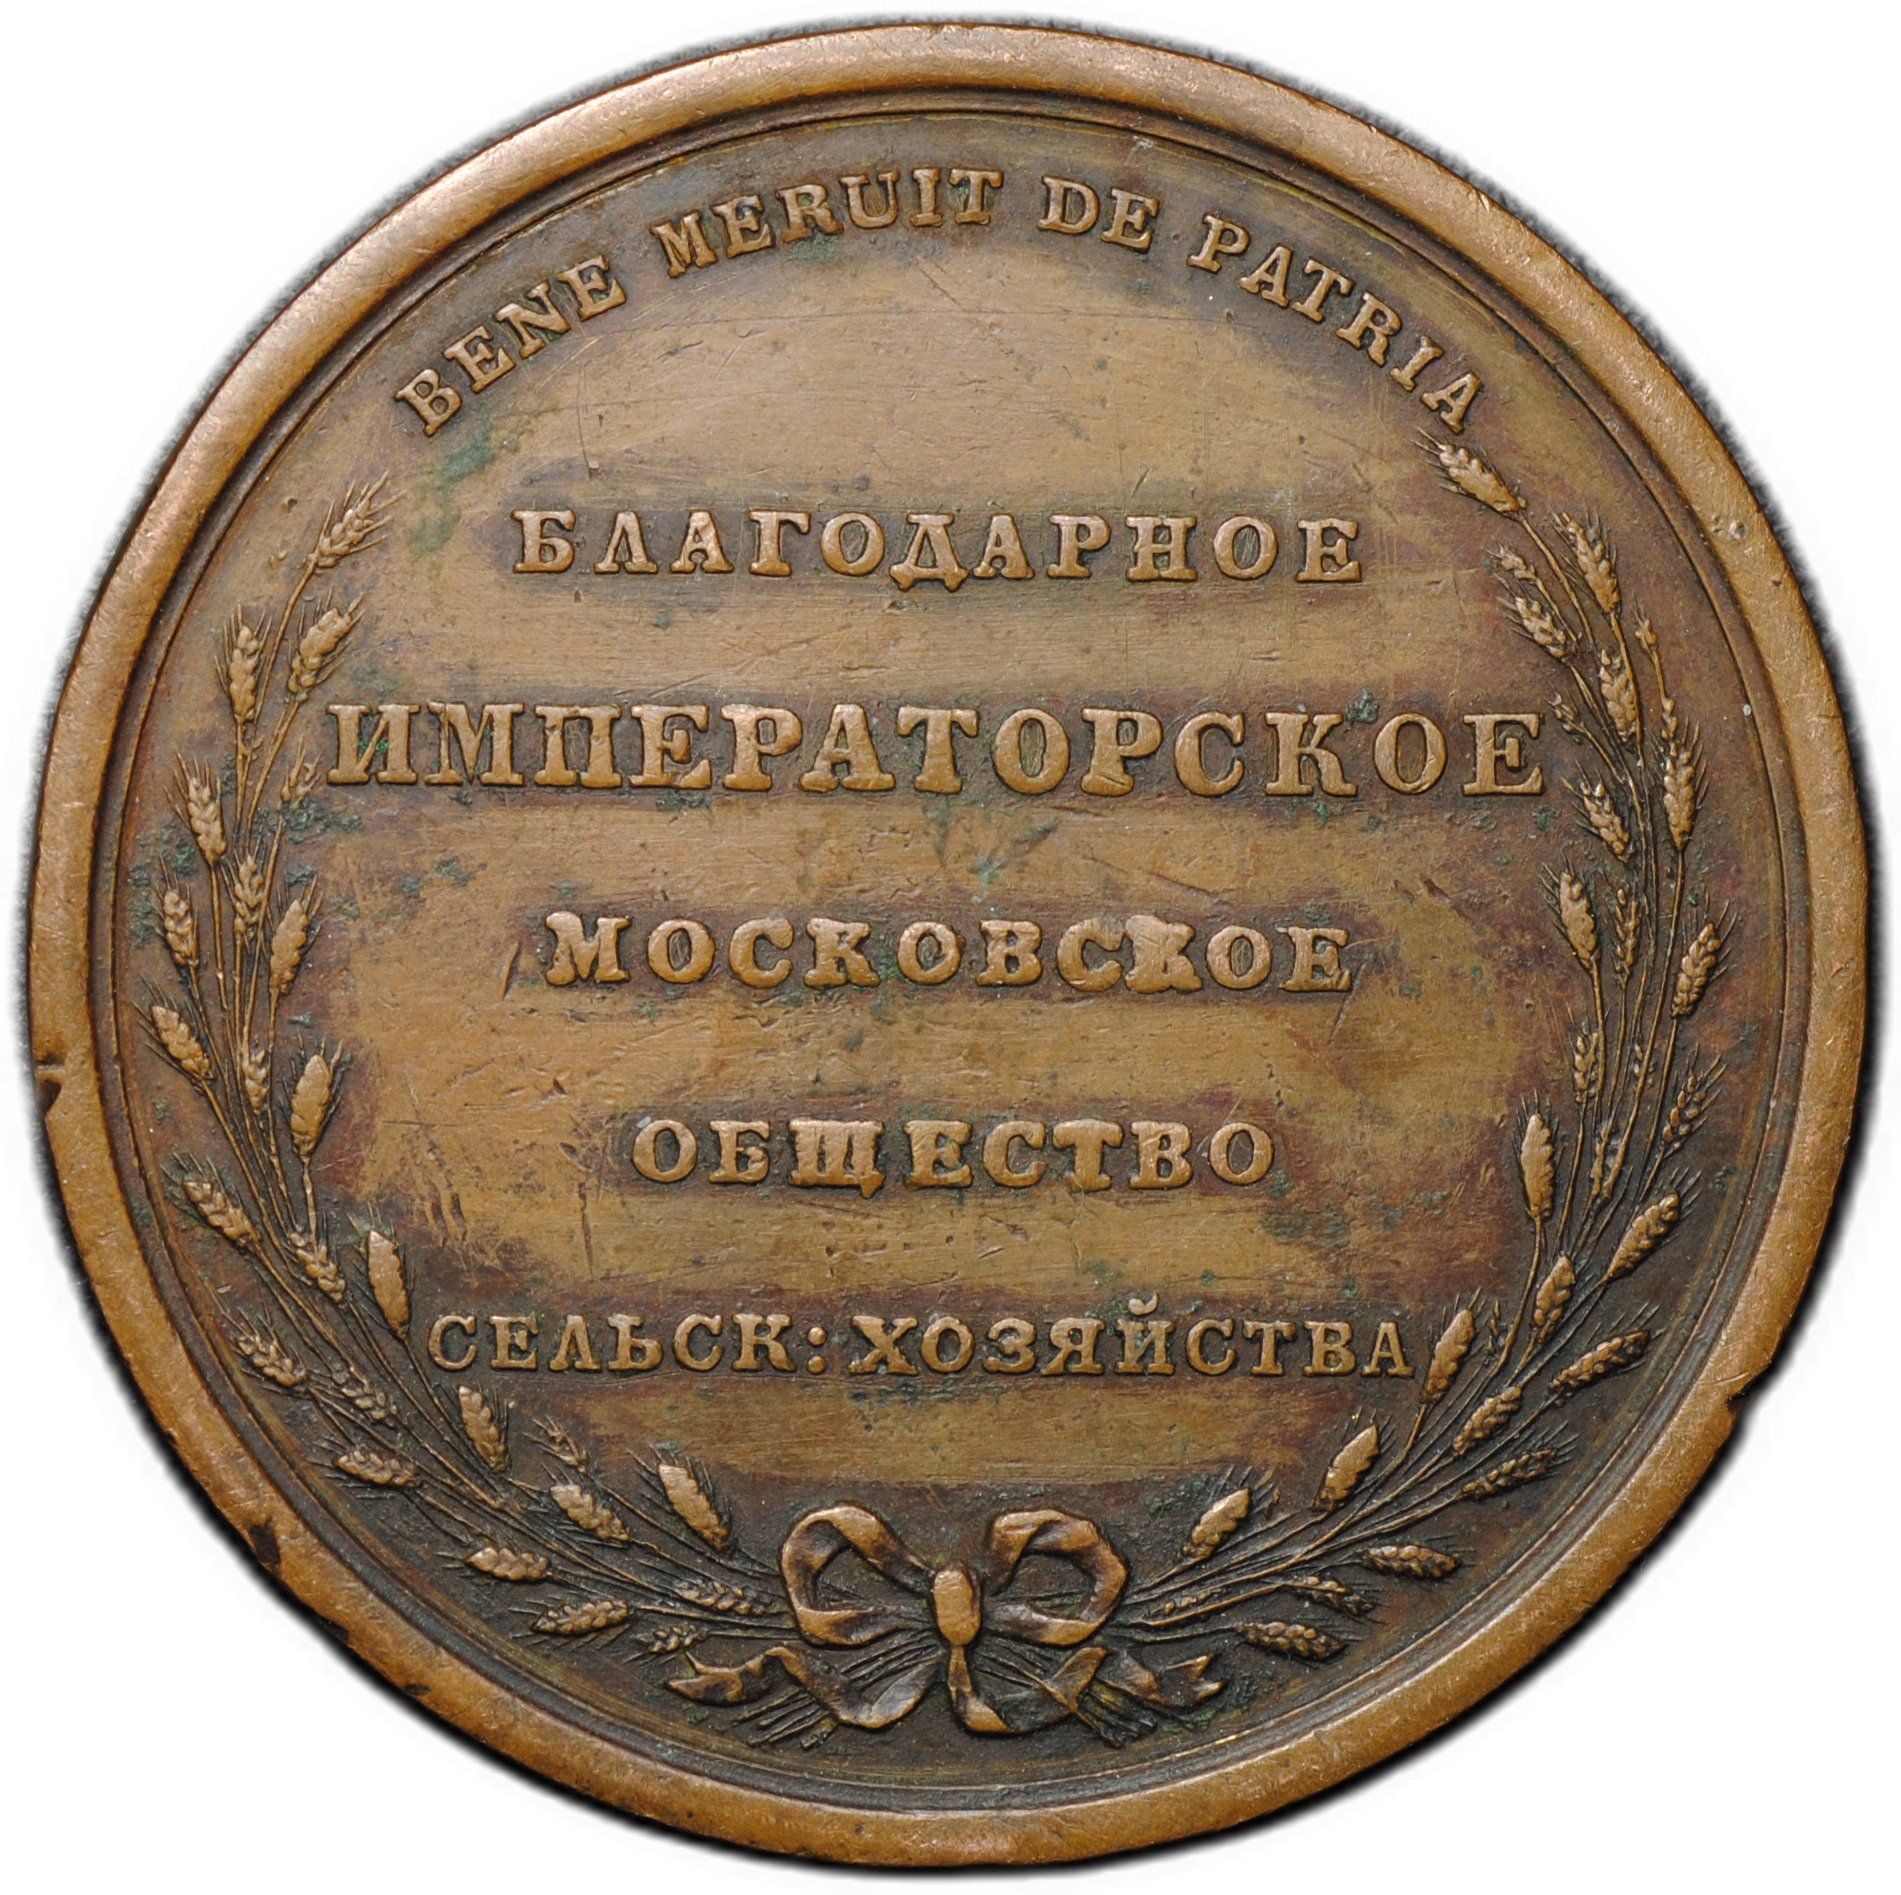 BENE MERUIT DE PATRIA
БЛАГОДАРНОЕ
ИМПЕРАТОРСКОЕ
МОСКОВСКОЕ
ОБЩЕСТВО
СЕЛЬСК: ХОЗЯЙСТВА